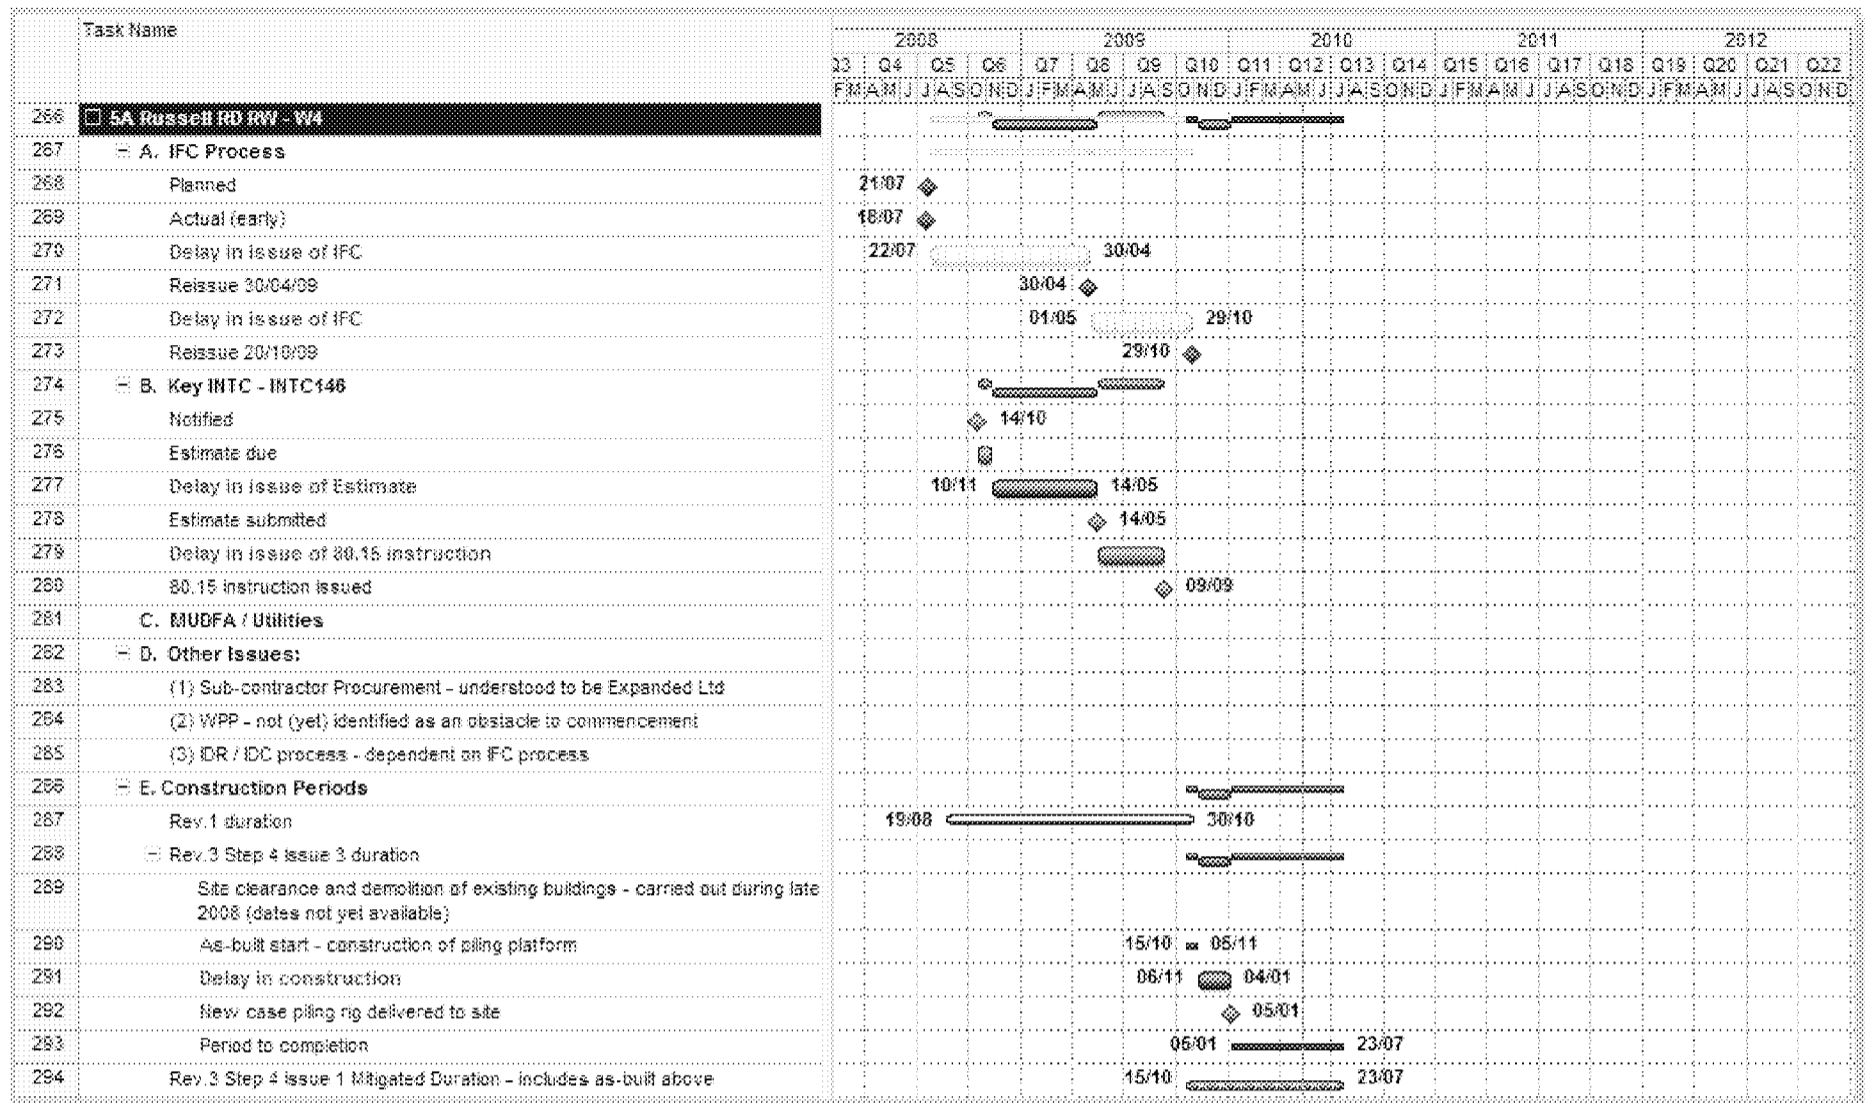 Task Name
2008 2009 2010 2011 2012
Q3 Q4 Q5 Q6 Q7 Q8 Q9 Q10 Q11 Q12 Q13 Q14 Q15 Q16 Q17 Q18 Q19 Q20 Q21 Q22
F M A M J J A S O N D J F M A M J J A S O N D J F M A M J J A S O N D J F M A M J J A S O N D J F M A M J J A S O N D
266 5A Russell RD RW - W4
267 A. IFC Process
268 Planned 21/07
269 Actual (early) 18/07
270 Delay in issue of IFC 22/07 30/04
271 Reissue 30/04/09 30/04
272 Delay in issue of IFC 01/05 29/10
273 Reissue 20/10/09 29/10
274 B. Key INTC - INTC146
275 Notified 14/10
276 Estimate due
277 Delay in issue of Estimate 10/11 14/05
278 Estimate submitted 14/05
279 Delay in issue of 80.15 instruction
280 80.15 instruction issued 09/09
281 C. MUDFA / Utilities
282 D. Other Issues:
283 (1) Sub-contractor Procurement - understood to be Expanded Ltd
284 (2) WPP - not (yet) identified as an obstacle to commencement
285 (3) IDR / IDC process - dependent on IFC process
286 E. Construction Periods
287 Rev.1 duration 19/08 30/10
288 Rev.3 Step 4 Issue 3 duration
289 Site clearance and demolition of existing buildings - carried out during late
2008 (dates not yet available)
290 As-built start - construction of piling platform 15/10 05/11
291 Delay in construction 06/11 04/01
292 New case piling rig delivered to site 05/01
293 Period to completion 05/01 23/07
294 Rev.3 Step 4 Issue 1 Mitigated Duration - includes as-built above 15/10 23/07